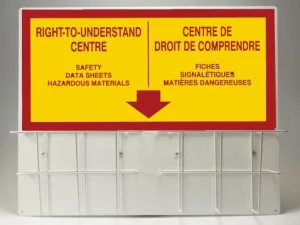 RIGHT-TO-UNDERSTAND
CENTRE
SAFETY
DATA SHEETS
HAZARDOUS MATERIALS
CENTRE DE
DROIT DE COMPRENDRE
FICHES
SIGNALÉTIQUES
MATIÈRES DANGEREUSES